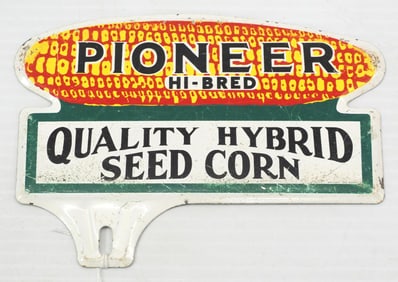 PIONEER
HI-BRED
QUALITY HYBRID
SEED CORN